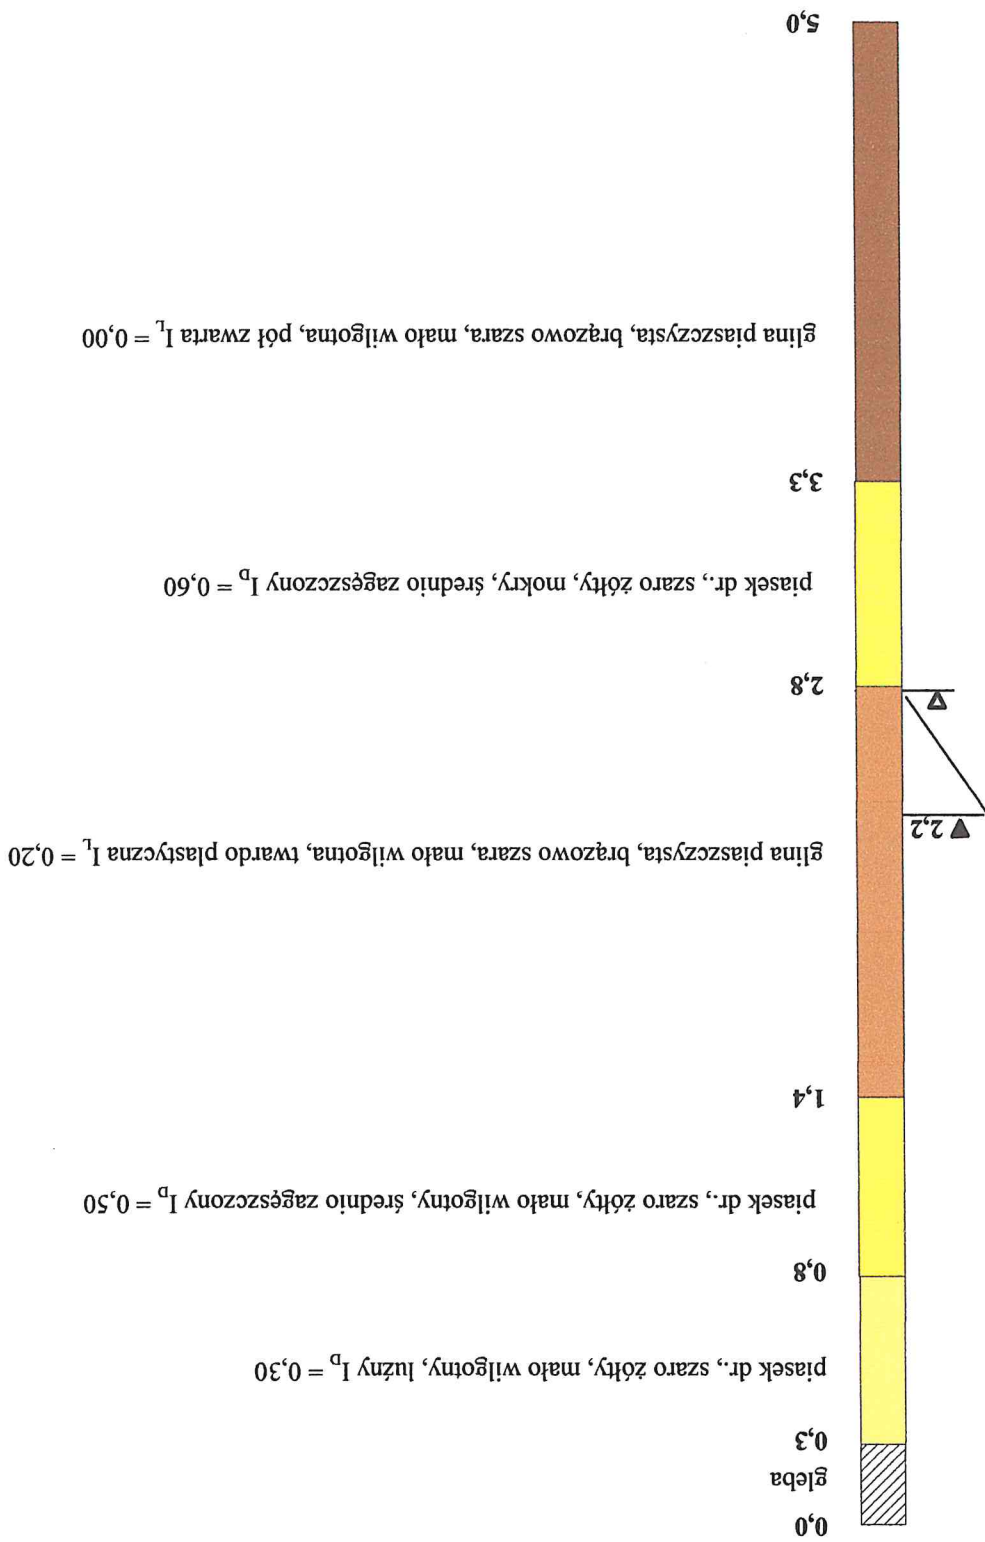 0,0
gleba
0,3
piasek dr., szaro żółty, mało wilgotny, luźny I_D = 0,30
0,8
piasek dr., szaro żółty, mało wilgotny, średnio zagęszczony I_D = 0,50
1,4
glina piaszczysta, brązowo szara, mało wilgotna, twardo plastyczna I_L = 0,20
2,2
2,8
piasek dr., szaro żółty, mokry, średnio zagęszczony I_D = 0,60
3,3
glina piaszczysta, brązowo szara, mało wilgotna, pół zwarta I_L = 0,00
5,0